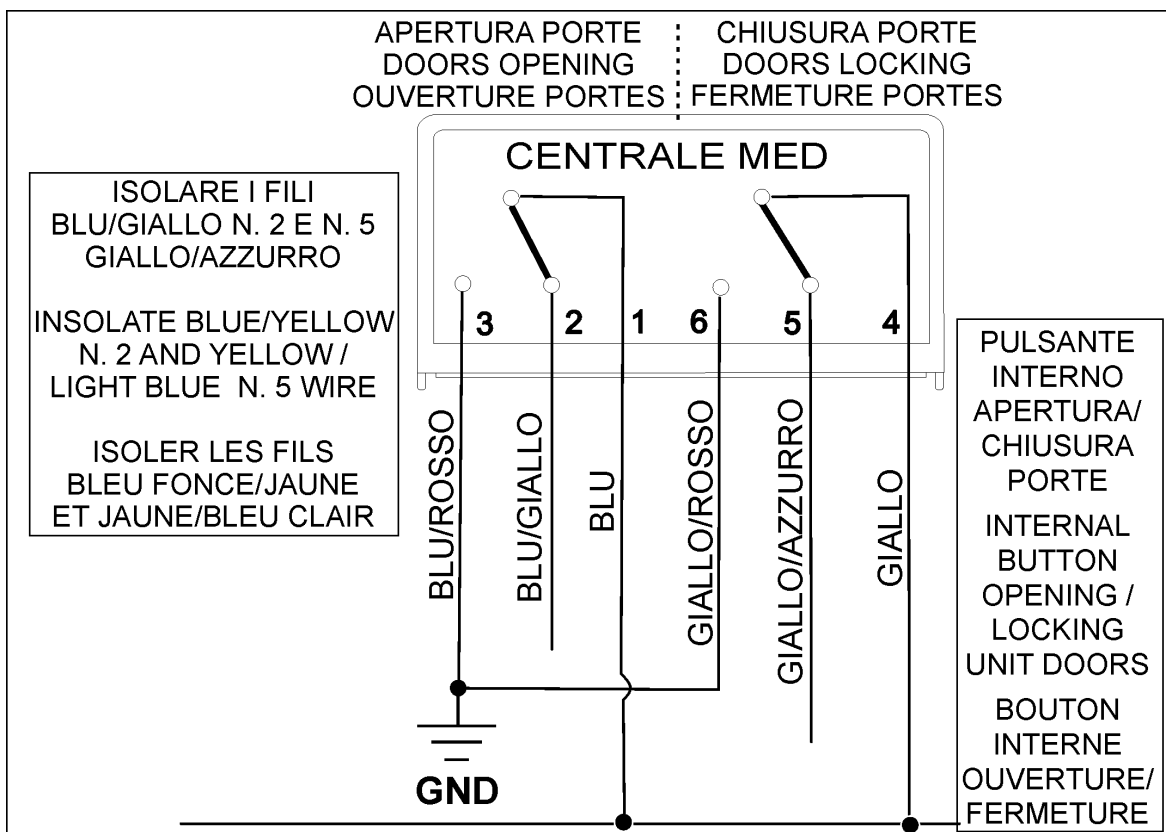 APERTURA PORTE
DOORS OPENING
OUVERTURE PORTES
CHIUSURA PORTE
DOORS LOCKING
FERMETURE PORTES
CENTRALE MED
ISOLARE I FILI
BLU/GIALLO N. 2 E N. 5
GIALLO/AZZURRO
INSOLATE BLUE/YELLOW
N. 2 AND YELLOW /
LIGHT BLUE N. 5 WIRE
ISOLER LES FILS
BLEU FONCE/JAUNE
ET JAUNE/BLEU CLAIR
3 2 1 6 5 4
BLU/ROSSO
BLU/GIALLO
BLU
GIALLO/ROSSO
GIALLO/AZZURRO
GIALLO
GND
PULSANTE
INTERNO
APERTURA/
CHIUSURA
PORTE
INTERNAL
BUTTON
OPENING /
LOCKING
UNIT DOORS
BOUTON
INTERNE
OUVERTURE/
FERMETURE